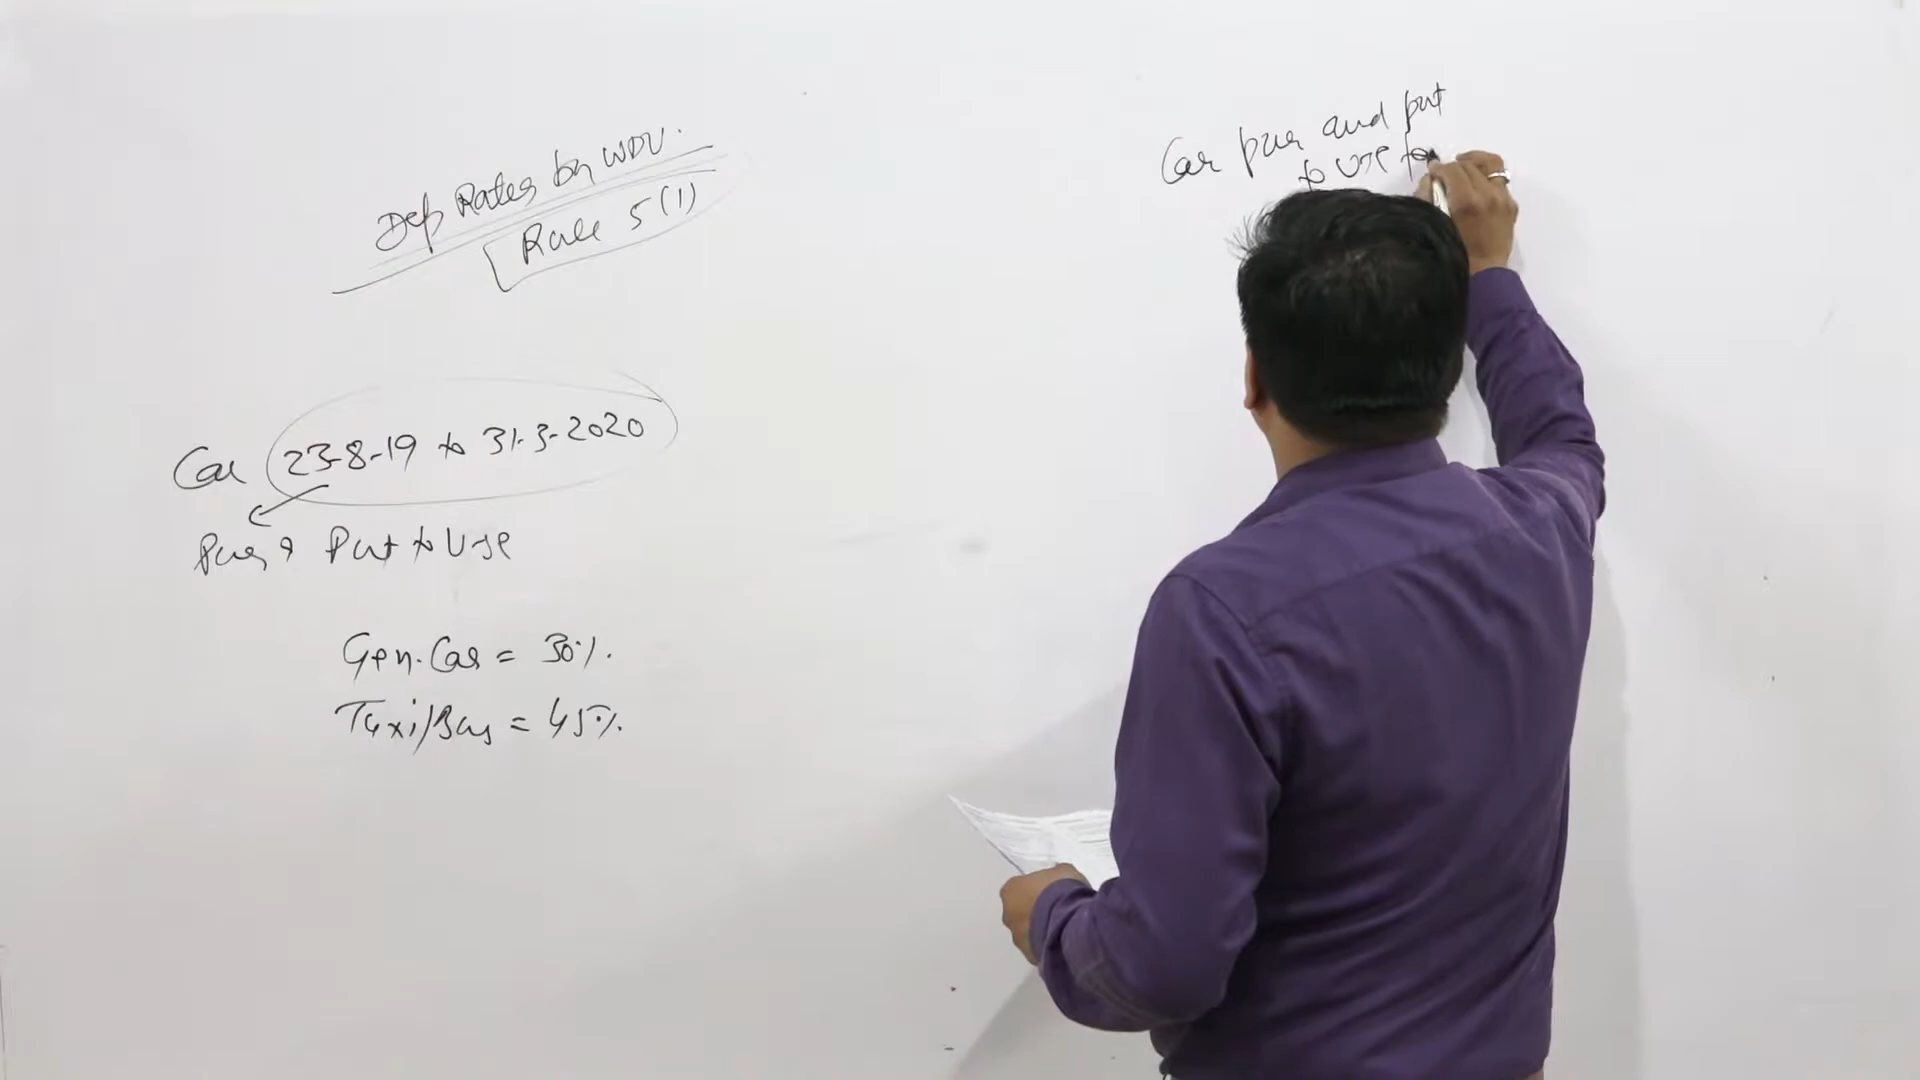 Dep Rates on WDV.
Rule 5(1)
Car 23-8-19 to 31-3-2020
Pur & Put to Use
Gen. Car = 30%.
Taxi/Bus = 45%.
Car pur and put
to use